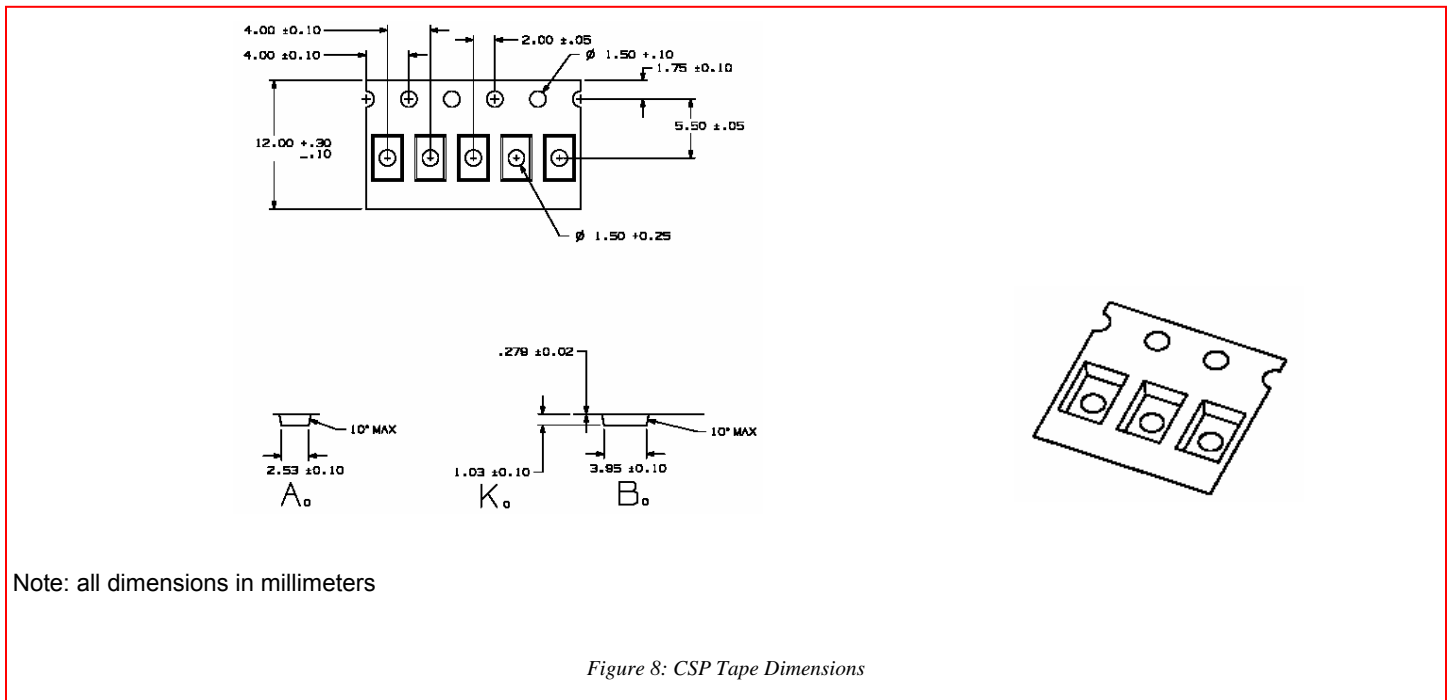 4.00 ±0.10
2.00 ±.05
4.00 ±0.10
ø 1.50 +.10
1.75 ±0.10
5.50 ±.05
12.00 +.30
-.10
ø 1.50 +0.25
.279 ±0.02
10° MAX
10° MAX
2.53 ±0.10
1.03 ±0.10
3.95 ±0.10
A₀
K₀
B₀
Note: all dimensions in millimeters
Figure 8: CSP Tape Dimensions